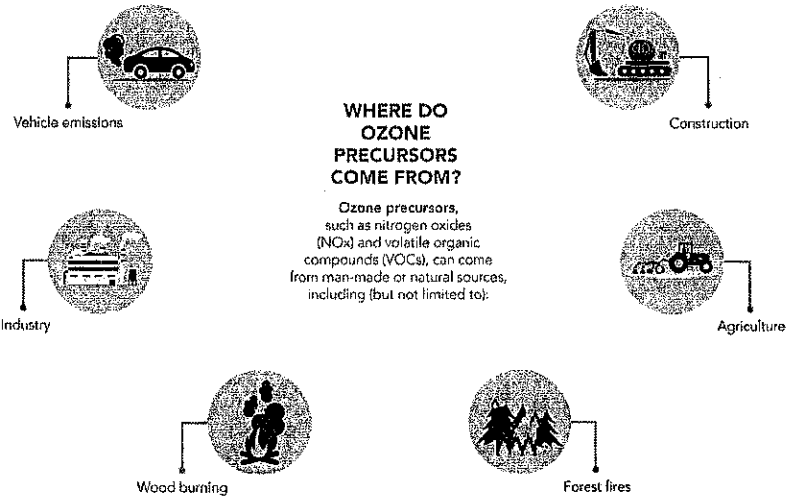 Vehicle emissions
Construction
WHERE DO
OZONE
PRECURSORS
COME FROM?
Ozone precursors,
such as nitrogen oxides
(NOx) and volatile organic
compounds (VOCs), can come
from man-made or natural sources,
including (but not limited to):
Industry
Agriculture
Wood burning
Forest fires